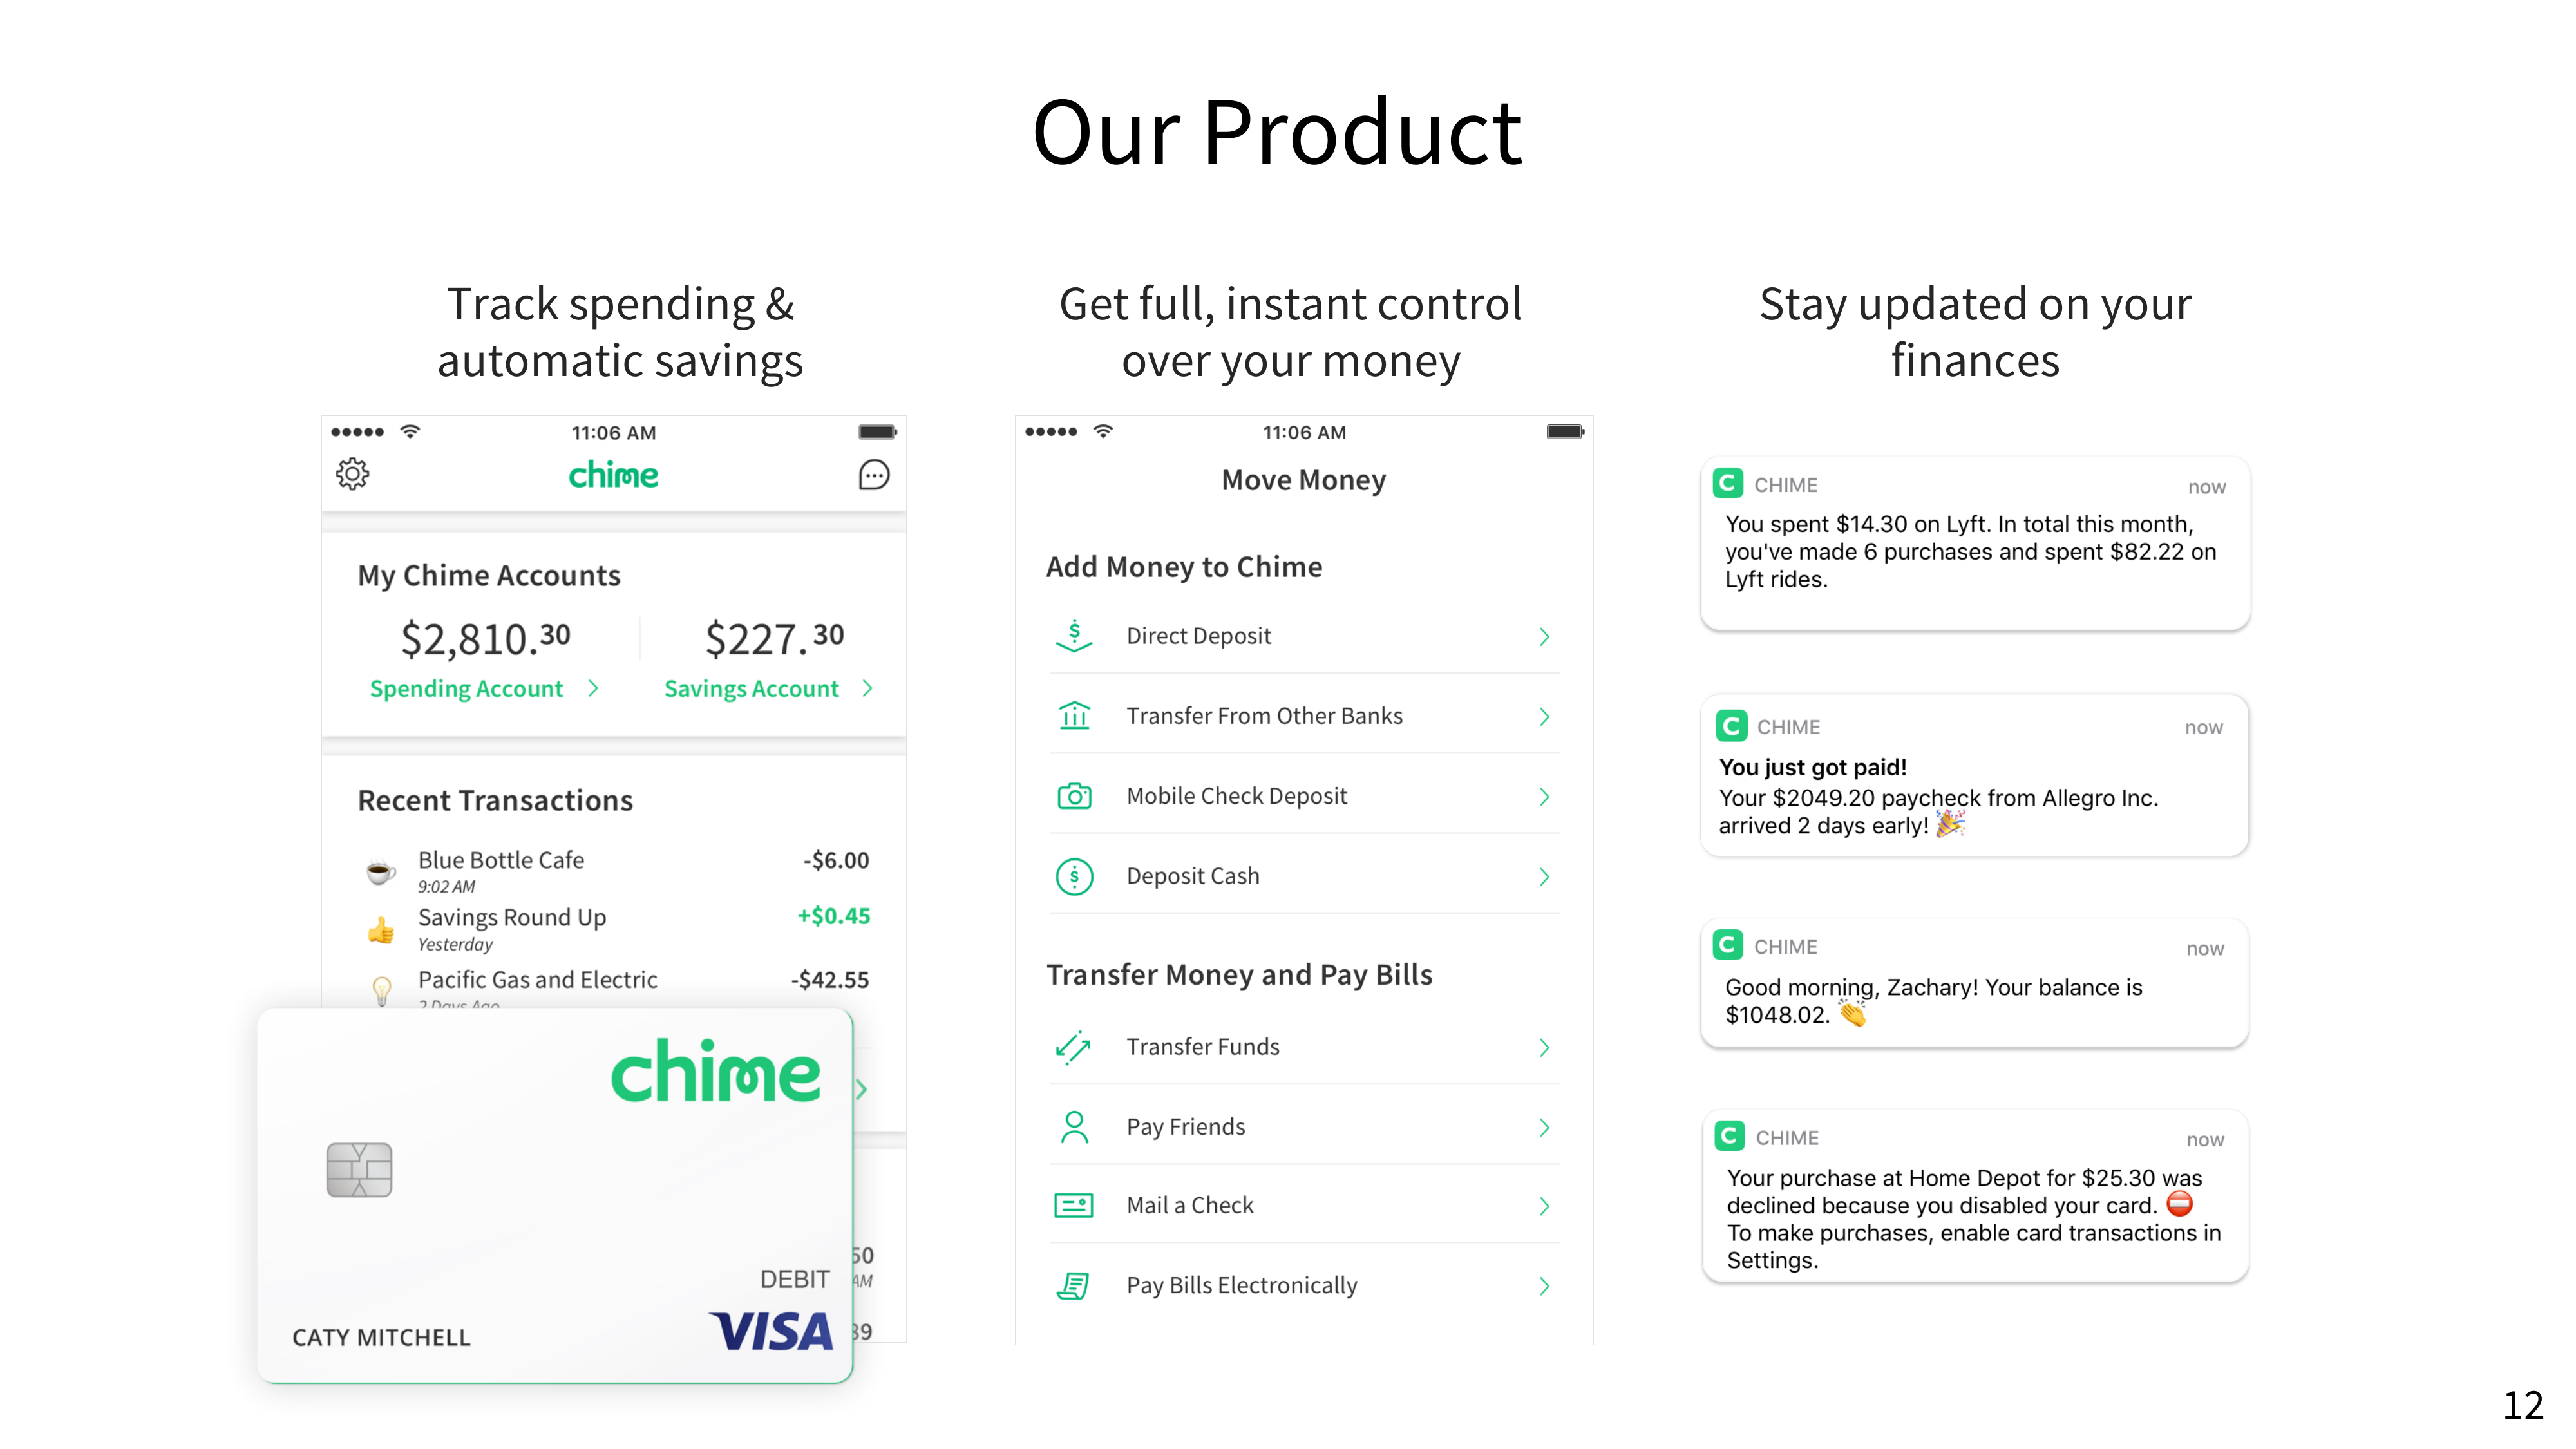 Our Product
Track spending &
automatic savings
11:06 AM
chime
My Chime Accounts
$2,810.30
$227.30
Spending Account
Savings Account
Recent Transactions
Blue Bottle Cafe
-$6.00
9:02 AM
Savings Round Up
+$0.45
Yesterday
Pacific Gas and Electric
-$42.55
2 Days Ago
chime
DEBIT
CATY MITCHELL
VISA
50
AM
39
Get full, instant control
over your money
11:06 AM
Move Money
Add Money to Chime
Direct Deposit
Transfer From Other Banks
Mobile Check Deposit
Deposit Cash
Transfer Money and Pay Bills
Transfer Funds
Pay Friends
Mail a Check
Pay Bills Electronically
Stay updated on your
finances
C CHIME now
You spent $14.30 on Lyft. In total this month,
you've made 6 purchases and spent $82.22 on
Lyft rides.
C CHIME now
You just got paid!
Your $2049.20 paycheck from Allegro Inc.
arrived 2 days early! 🎉
C CHIME now
Good morning, Zachary! Your balance is
$1048.02. 👏
C CHIME now
Your purchase at Home Depot for $25.30 was
declined because you disabled your card. ⛔
To make purchases, enable card transactions in
Settings.
12